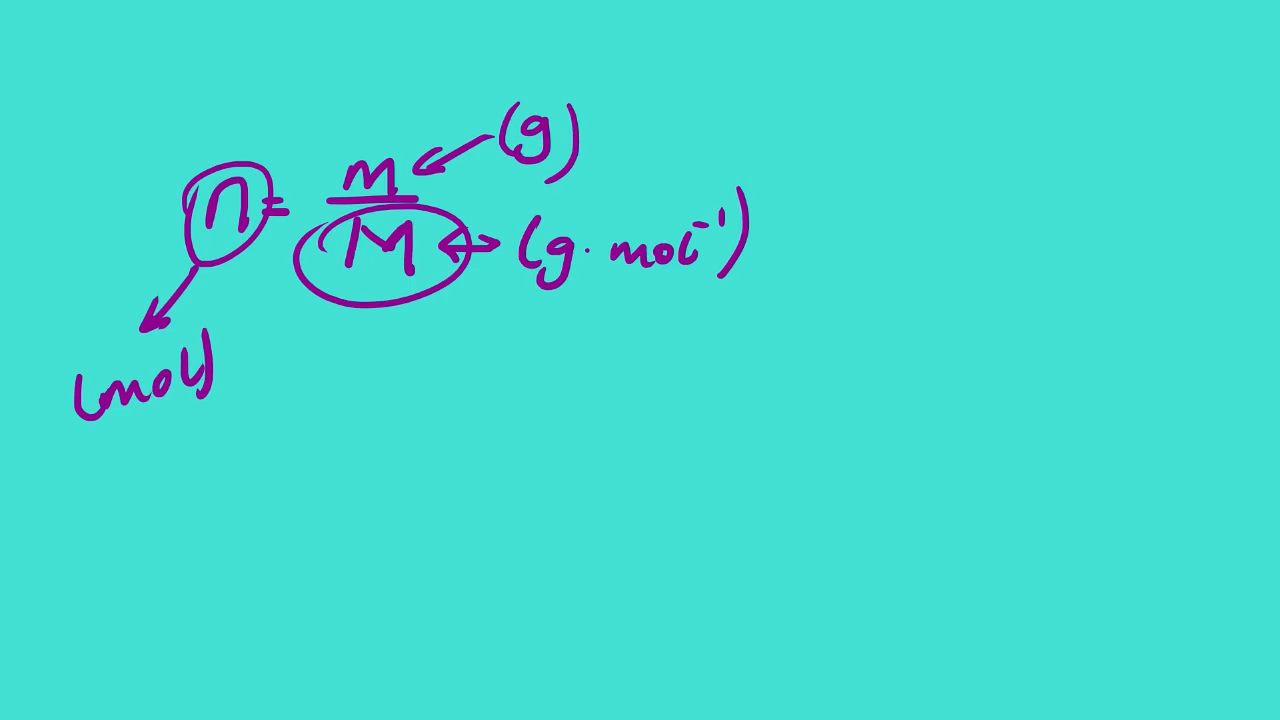 (g)
n = m
M (g · mol⁻¹)
(mol)